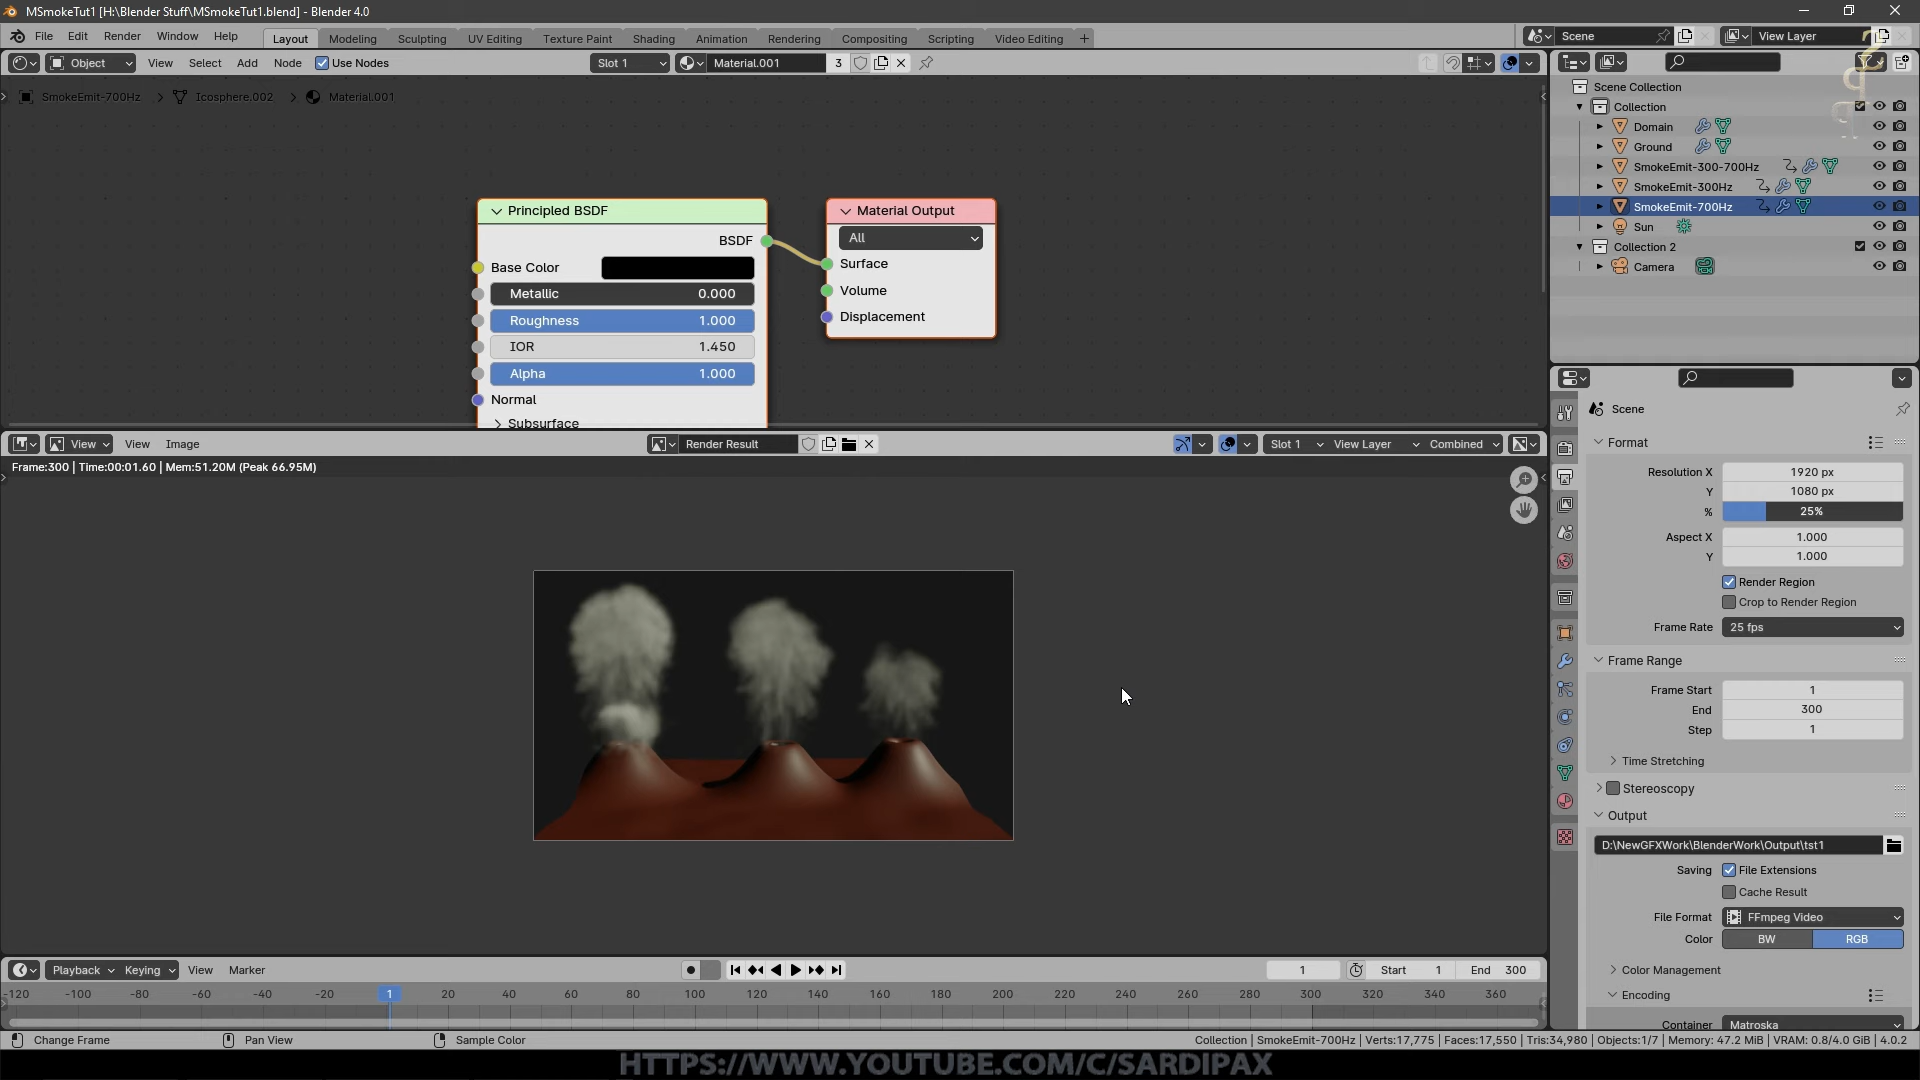 MSmokeTut1 [H:\Blender Stuff\MSmokeTut1.blend] - Blender 4.0
File Edit Render Window Help Layout Modeling Sculpting UV Editing Texture Paint Shading Animation Rendering Compositing Scripting Video Editing + Scene View Layer
Object View Select Add Node Use Nodes Slot 1 Material.001 3
SmokeEmit-700Hz > Icosphere.002 > Material.001
Scene Collection
Collection
Domain
Ground
SmokeEmit-300-700Hz
SmokeEmit-300Hz
SmokeEmit-700Hz
Sun
Collection 2
Camera
Principled BSDF
BSDF
Base Color
Metallic 0.000
Roughness 1.000
IOR 1.450
Alpha 1.000
Normal
Subsurface
Material Output
All
Surface
Volume
Displacement
View View Image Render Result Slot 1 View Layer Combined
Frame:300 | Time:00:01.60 | Mem:51.20M (Peak 66.95M)
Scene
Format
Resolution X 1920 px
Y 1080 px
% 25%
Aspect X 1.000
Y 1.000
Render Region
Crop to Render Region
Frame Rate 25 fps
Frame Range
Frame Start 1
End 300
Step 1
Time Stretching
Stereoscopy
Output
D:\NewGFXWork\BlenderWork\Output\tst1
Saving File Extensions
Cache Result
File Format FFmpeg Video
Color BW RGB
Color Management
Encoding
Container Matroska
Playback Keying View Marker 1 Start 1 End 300
-120 -100 -80 -60 -40 -20 1 20 40 60 80 100 120 140 160 180 200 220 240 260 280 300 320 340 360
Change Frame Pan View Sample Color Collection | SmokeEmit-700Hz | Verts:17,775 | Faces:17,550 | Tris:34,980 | Objects:1/7 | Memory: 47.2 MiB | VRAM: 0.8/4.0 GiB | 4.0.2
HTTPS://WWW.YOUTUBE.COM/C/SARDIPAX